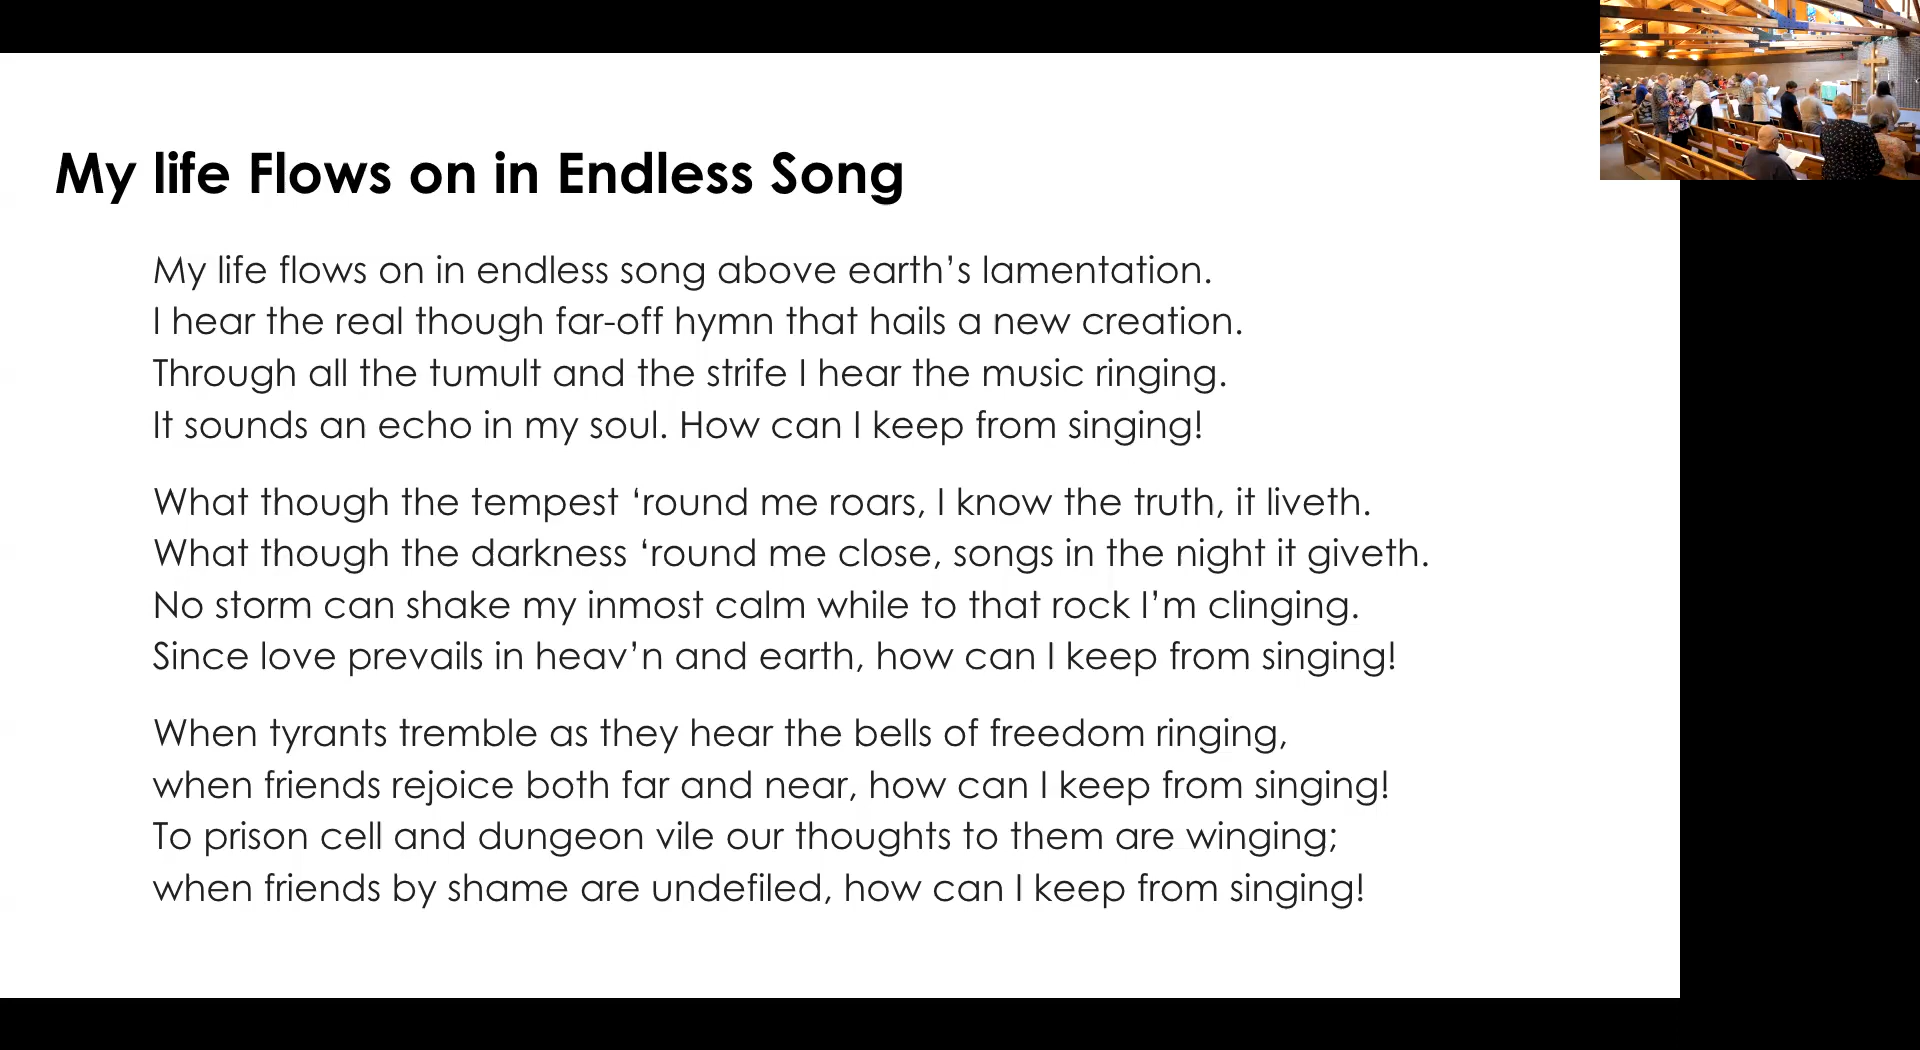 My life Flows on in Endless Song
My life flows on in endless song above earth’s lamentation.
I hear the real though far-off hymn that hails a new creation.
Through all the tumult and the strife I hear the music ringing.
It sounds an echo in my soul. How can I keep from singing!
What though the tempest ‘round me roars, I know the truth, it liveth.
What though the darkness ‘round me close, songs in the night it giveth.
No storm can shake my inmost calm while to that rock I’m clinging.
Since love prevails in heav’n and earth, how can I keep from singing!
When tyrants tremble as they hear the bells of freedom ringing,
when friends rejoice both far and near, how can I keep from singing!
To prison cell and dungeon vile our thoughts to them are winging;
when friends by shame are undefiled, how can I keep from singing!